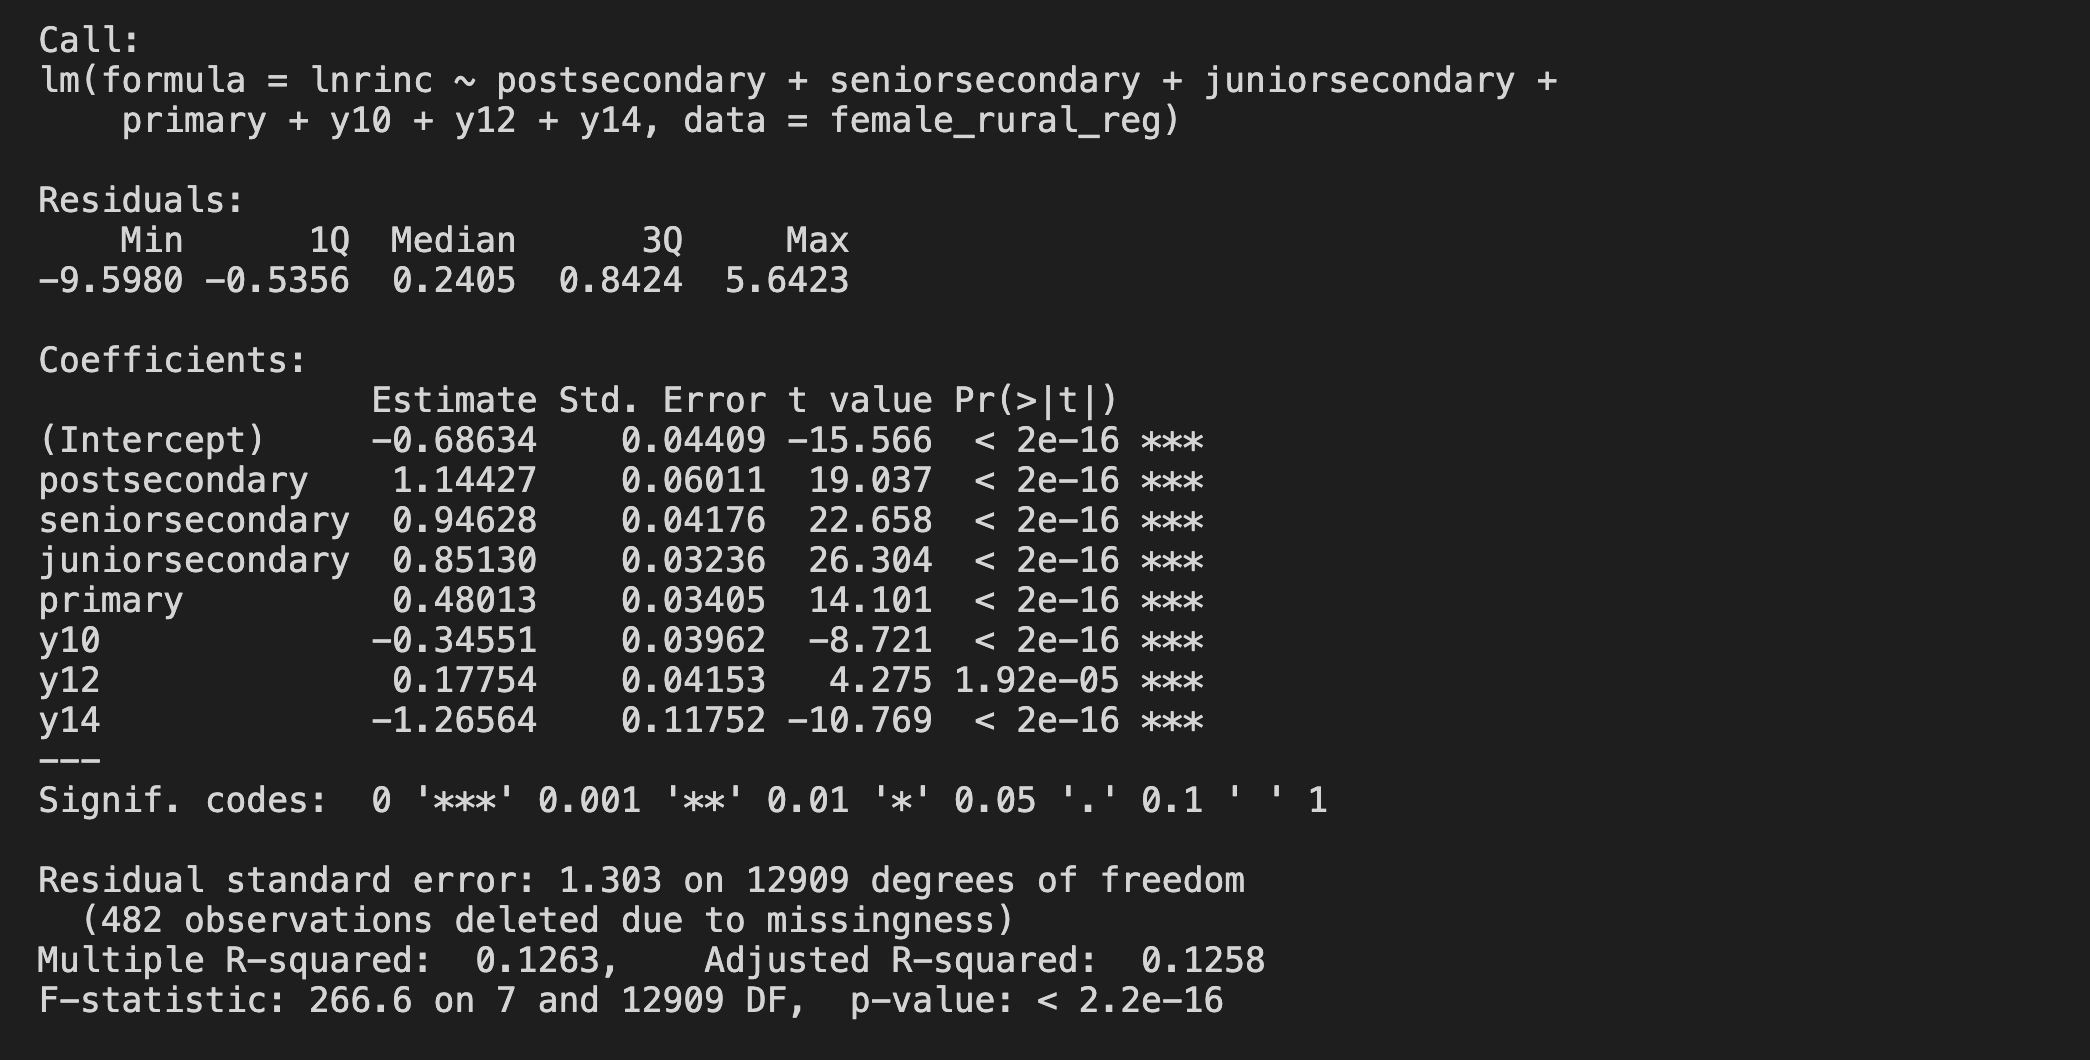 Call:
lm(formula = lnrinc ~ postsecondary + seniorsecondary + juniorsecondary +
    primary + y10 + y12 + y14, data = female_rural_reg)
Residuals:
    Min      1Q  Median      3Q     Max
-9.5980 -0.5356  0.2405  0.8424  5.6423
Coefficients:
                Estimate Std. Error t value Pr(>|t|)
(Intercept)     -0.68634    0.04409 -15.566  < 2e-16 ***
postsecondary    1.14427    0.06011  19.037  < 2e-16 ***
seniorsecondary  0.94628    0.04176  22.658  < 2e-16 ***
juniorsecondary  0.85130    0.03236  26.304  < 2e-16 ***
primary          0.48013    0.03405  14.101  < 2e-16 ***
y10             -0.34551    0.03962  -8.721  < 2e-16 ***
y12              0.17754    0.04153   4.275 1.92e-05 ***
y14             -1.26564    0.11752 -10.769  < 2e-16 ***
---
Signif. codes:  0 '***' 0.001 '**' 0.01 '*' 0.05 '.' 0.1 ' ' 1
Residual standard error: 1.303 on 12909 degrees of freedom
  (482 observations deleted due to missingness)
Multiple R-squared:  0.1263,    Adjusted R-squared:  0.1258
F-statistic: 266.6 on 7 and 12909 DF,  p-value: < 2.2e-16